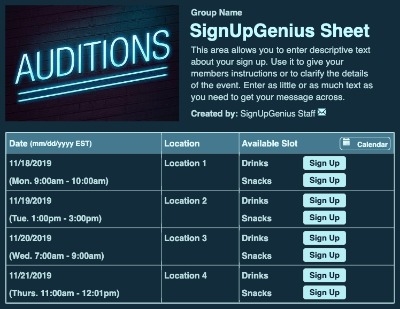 AUDITIONS
Group Name
SignUpGenius Sheet
This area allows you to enter descriptive text
about your sign up. Use it to give your
members instructions or to clarify the details
of the event. Enter as little or as much text as
you need to get your message across.
Created by: SignUpGenius Staff
Date (mm/dd/yyyy EST) Location Available Slot Calendar
11/18/2019 Location 1 Drinks Sign Up
(Mon. 9:00am - 10:00am) Snacks Sign Up
11/19/2019 Location 2 Drinks Sign Up
(Tue. 1:00pm - 3:00pm) Snacks Sign Up
11/20/2019 Location 3 Drinks Sign Up
(Wed. 7:00am - 9:00am) Snacks Sign Up
11/21/2019 Location 4 Drinks Sign Up
(Thurs. 11:00am - 12:01pm) Snacks Sign Up